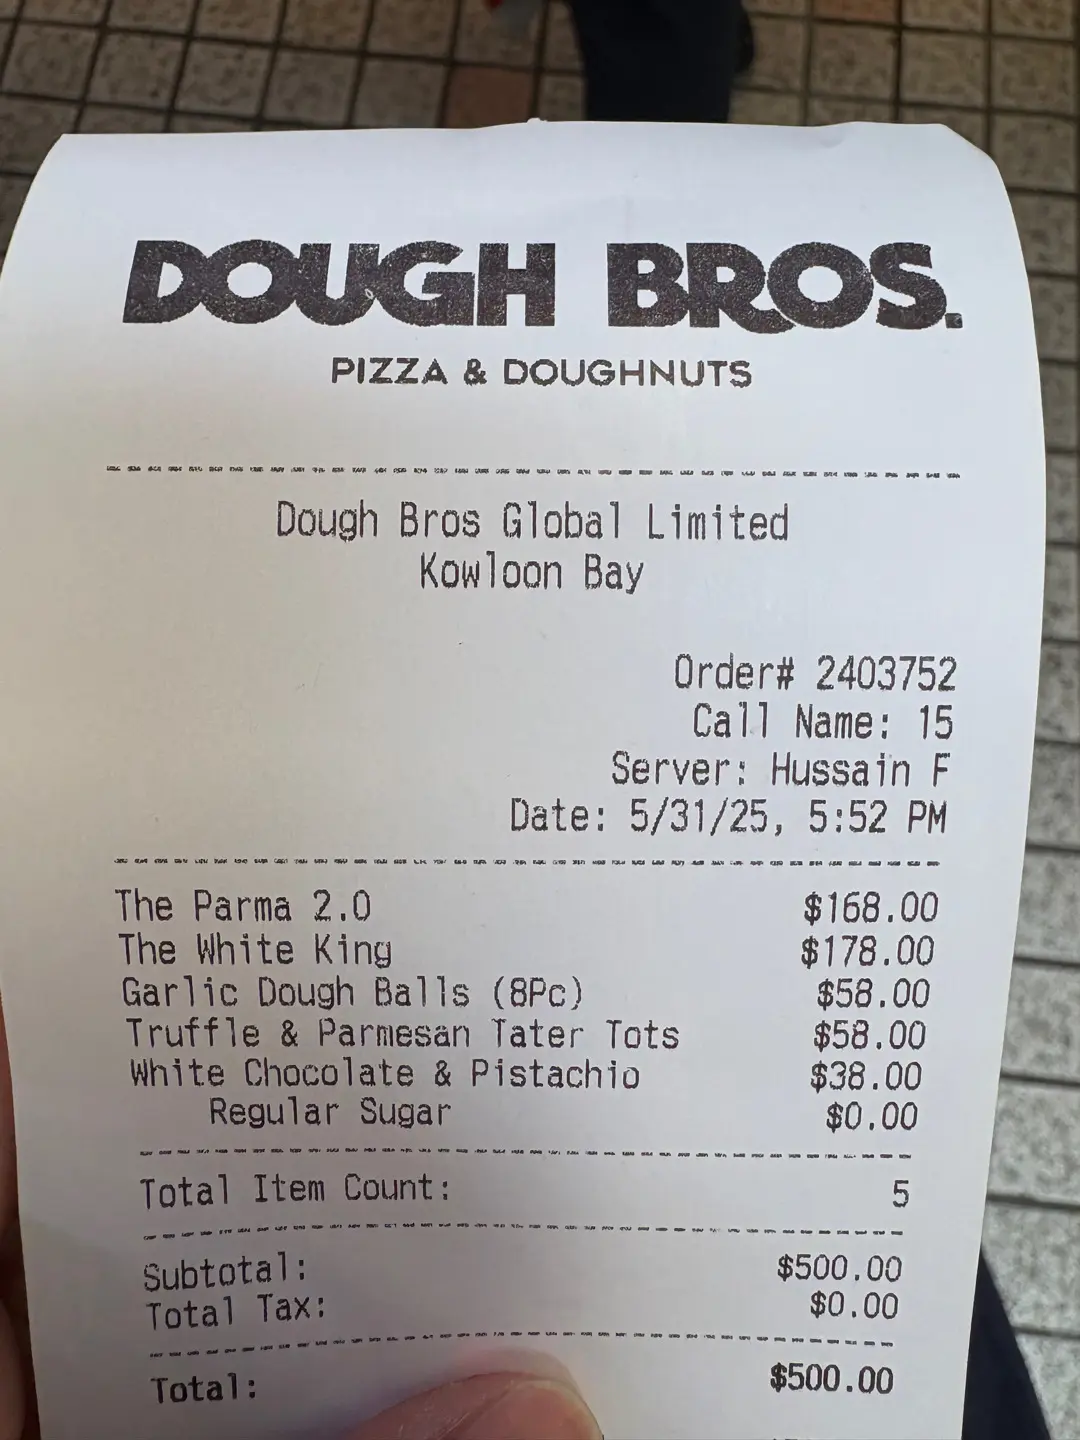 DOUGH BROS.
PIZZA & DOUGHNUTS
Dough Bros Global Limited
Kowloon Bay
Order# 2403752
Call Name: 15
Server: Hussain F
Date: 5/31/25, 5:52 PM
The Parma 2.0 $168.00
The White King $178.00
Garlic Dough Balls (8Pc) $58.00
Truffle & Parmesan Tater Tots $58.00
White Chocolate & Pistachio $38.00
Regular Sugar $0.00
Total Item Count: 5
Subtotal: $500.00
Total Tax: $0.00
Total: $500.00